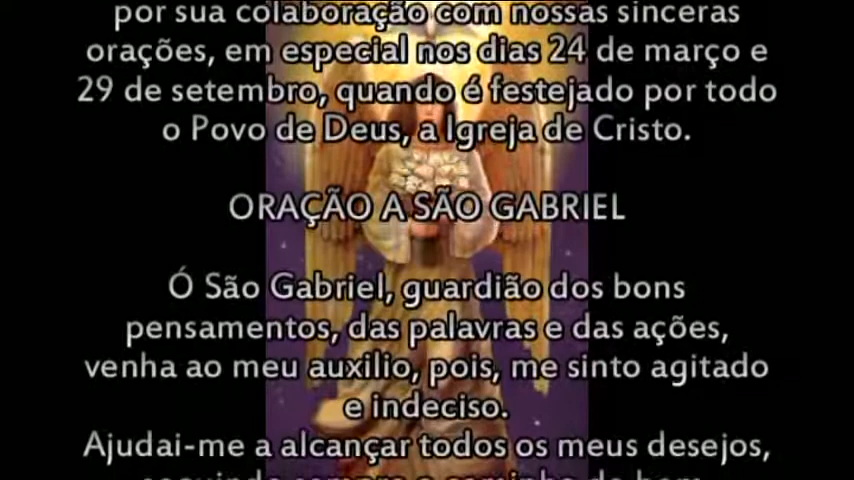 por sua colaboração com nossas sinceras
orações, em especial nos dias 24 de março e
29 de setembro, quando é festejado por todo
o Povo de Deus, a Igreja de Cristo.
ORAÇÃO A SÃO GABRIEL
Ó São Gabriel, guardião dos bons
pensamentos, das palavras e das ações,
venha ao meu auxilio, pois, me sinto agitado
e indeciso.
Ajudai-me a alcançar todos os meus desejos,